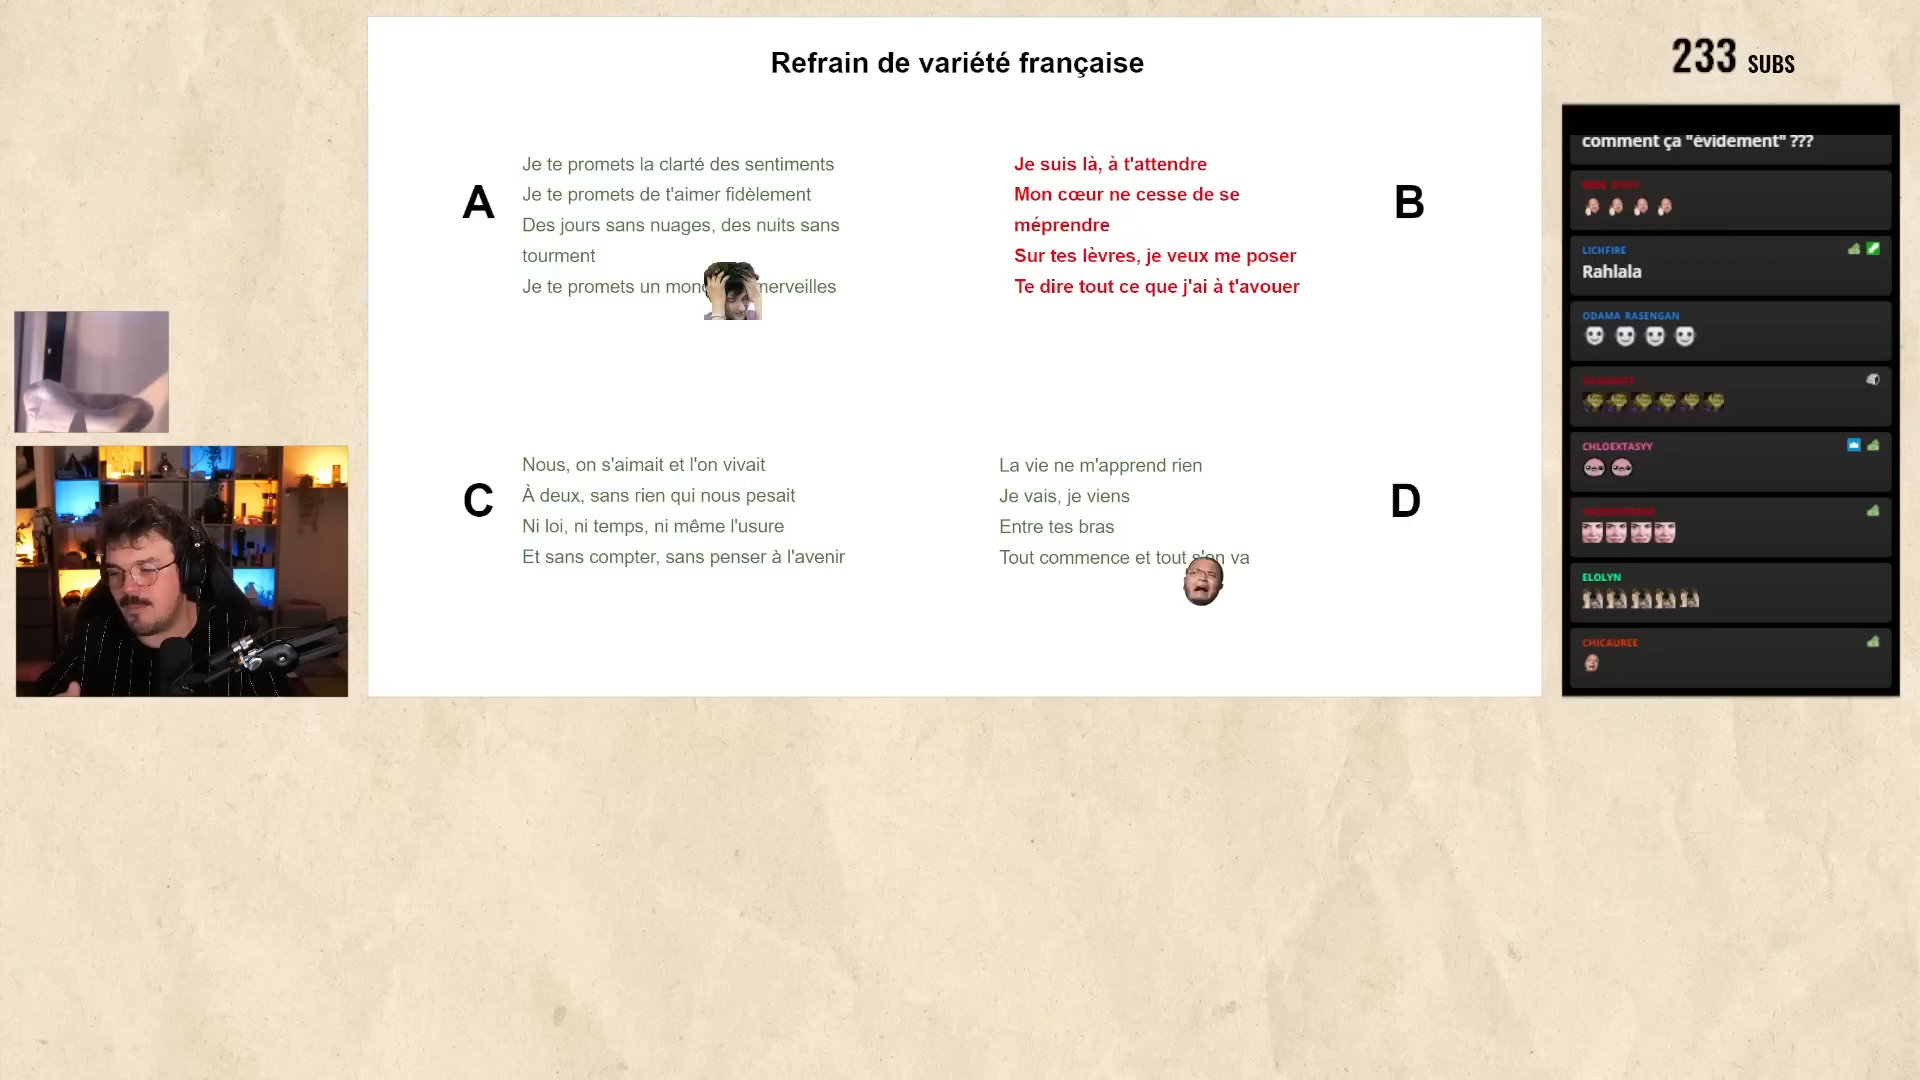 Refrain de variété française
A
Je te promets la clarté des sentiments
Je te promets de t'aimer fidèlement
Des jours sans nuages, des nuits sans
tourment
Je te promets un merveilles
Je suis là, à t'attendre
Mon cœur ne cesse de se
méprendre
Sur tes lèvres, je veux me poser
Te dire tout ce que j'ai à t'avouer
B
C
Nous, on s'aimait et l'on vivait
À deux, sans rien qui nous pesait
Ni loi, ni temps, ni même l'usure
Et sans compter, sans penser à l'avenir
La vie ne m'apprend rien
Je vais, je viens
Entre tes bras
Tout commence et tout s'en va
D
233 SUBS
comment ça "évidement" ???
LICHFIRE
Rahlala
ODAMA RASENGAN
CHLOEXTASYY
ELOLYN
CHICAUREE